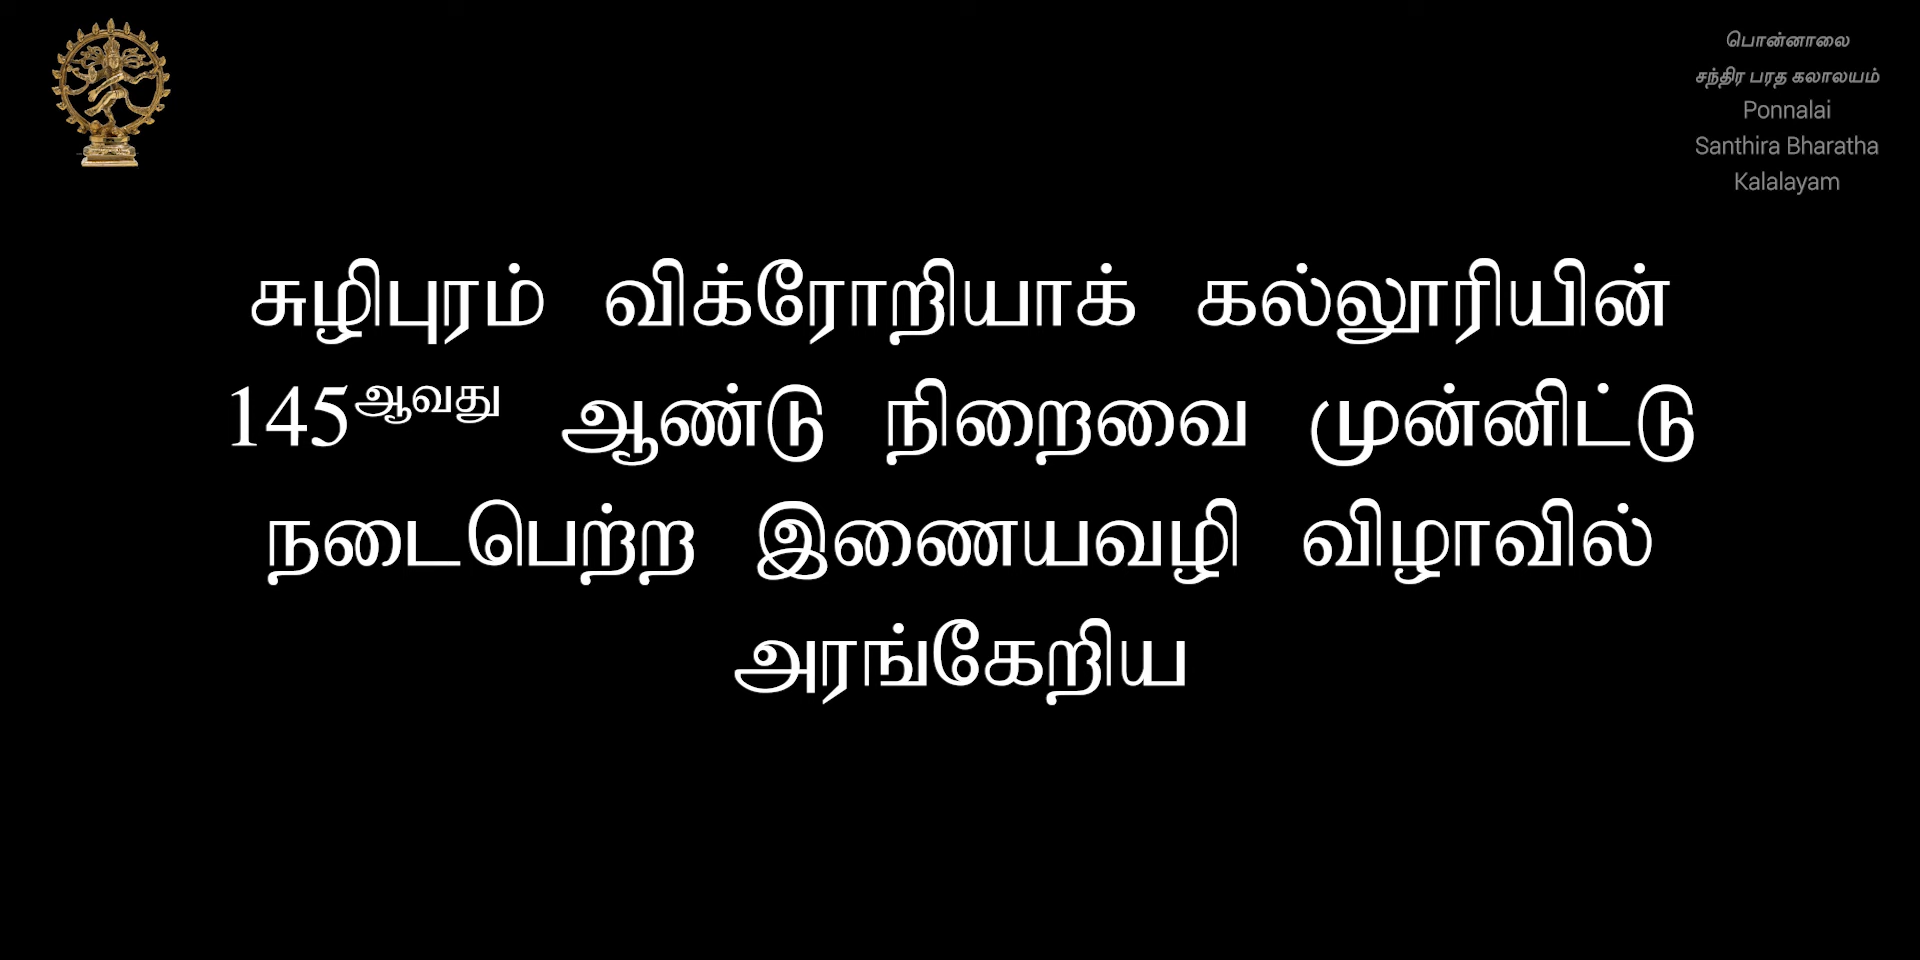 பொன்னாலை
சந்திர பரத கலாலயம்
Ponnalai
Santhira Bharatha
Kalalayam
சுழிபுரம் விக்ரோறியாக் கல்லூரியின்
145ஆவது ஆண்டு நிறைவை முன்னிட்டு
நடைபெற்ற இணையவழி விழாவில்
அரங்கேறிய